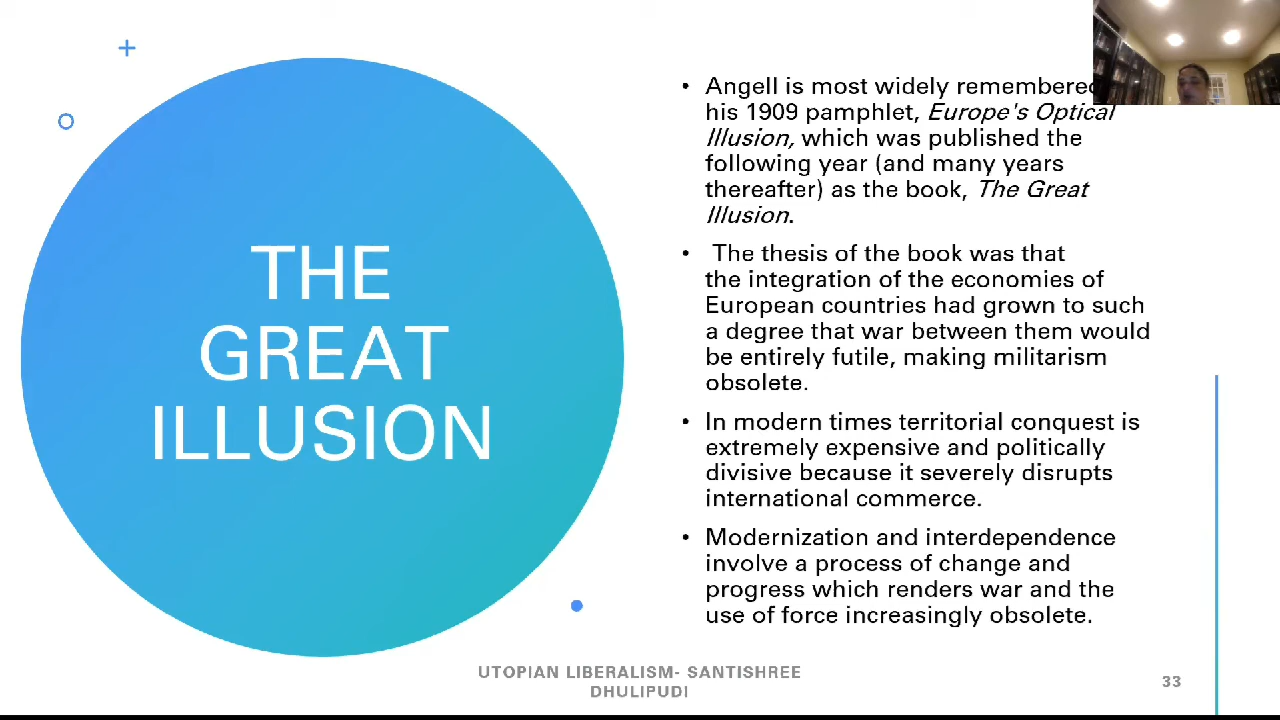 THE
GREAT
ILLUSION
• Angell is most widely remembered
his 1909 pamphlet, Europe's Optical
Illusion, which was published the
following year (and many years
thereafter) as the book, The Great
Illusion.
• The thesis of the book was that
the integration of the economies of
European countries had grown to such
a degree that war between them would
be entirely futile, making militarism
obsolete.
• In modern times territorial conquest is
extremely expensive and politically
divisive because it severely disrupts
international commerce.
• Modernization and interdependence
involve a process of change and
progress which renders war and the
use of force increasingly obsolete.
UTOPIAN LIBERALISM- SANTISHREE
DHULIPUDI
33